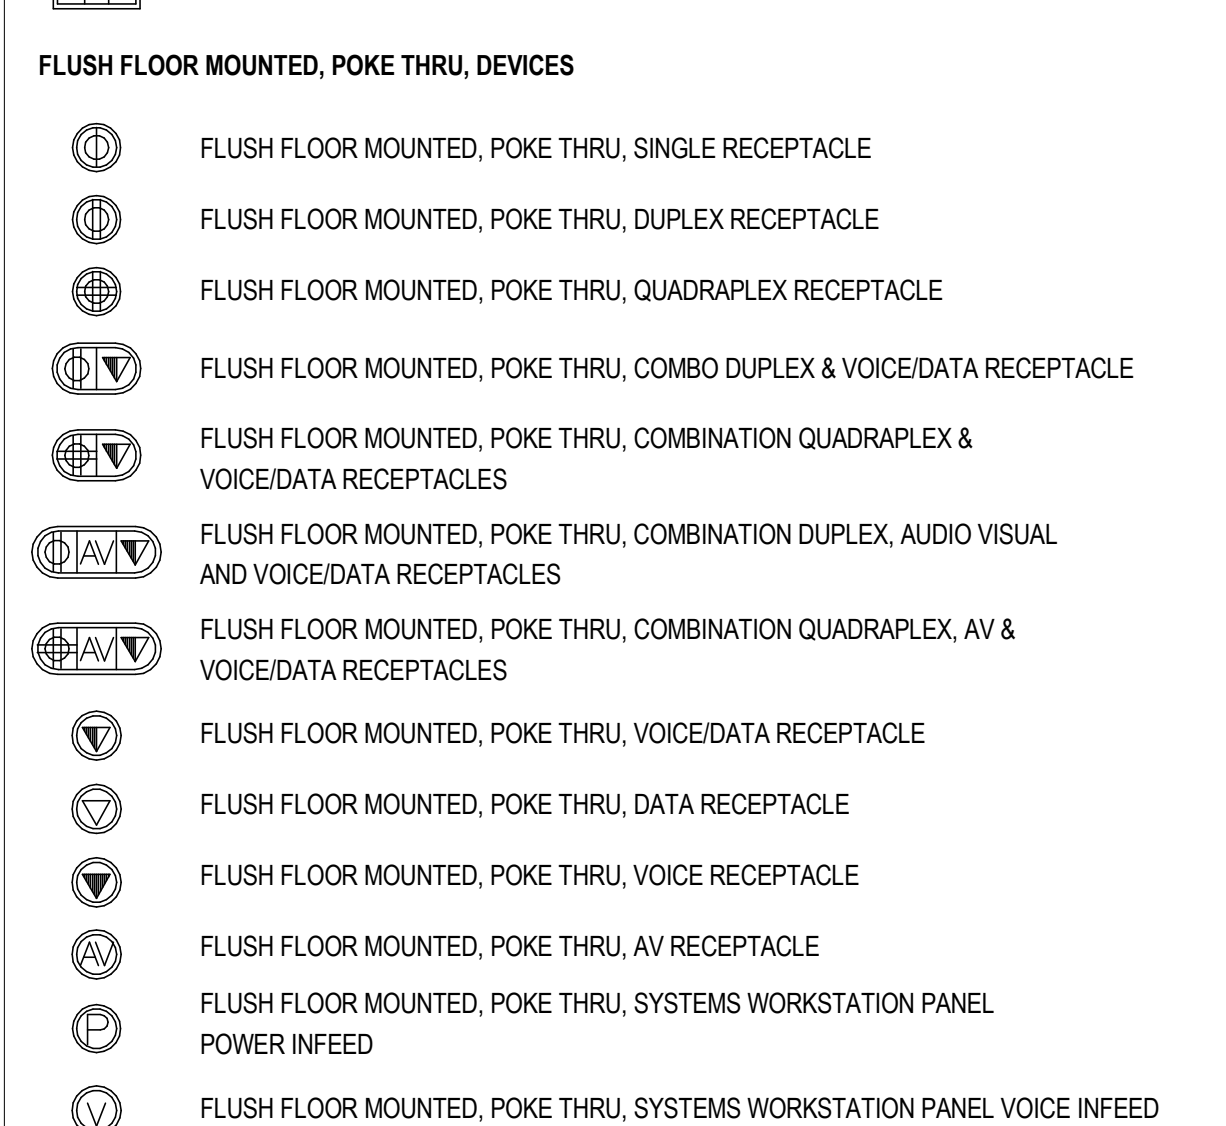 FLUSH FLOOR MOUNTED, POKE THRU, DEVICES
FLUSH FLOOR MOUNTED, POKE THRU, SINGLE RECEPTACLE
FLUSH FLOOR MOUNTED, POKE THRU, DUPLEX RECEPTACLE
FLUSH FLOOR MOUNTED, POKE THRU, QUADRAPLEX RECEPTACLE
FLUSH FLOOR MOUNTED, POKE THRU, COMBO DUPLEX & VOICE/DATA RECEPTACLE
FLUSH FLOOR MOUNTED, POKE THRU, COMBINATION QUADRAPLEX &
VOICE/DATA RECEPTACLES
AV FLUSH FLOOR MOUNTED, POKE THRU, COMBINATION DUPLEX, AUDIO VISUAL
AND VOICE/DATA RECEPTACLES
AV FLUSH FLOOR MOUNTED, POKE THRU, COMBINATION QUADRAPLEX, AV &
VOICE/DATA RECEPTACLES
FLUSH FLOOR MOUNTED, POKE THRU, VOICE/DATA RECEPTACLE
FLUSH FLOOR MOUNTED, POKE THRU, DATA RECEPTACLE
FLUSH FLOOR MOUNTED, POKE THRU, VOICE RECEPTACLE
AV FLUSH FLOOR MOUNTED, POKE THRU, AV RECEPTACLE
P FLUSH FLOOR MOUNTED, POKE THRU, SYSTEMS WORKSTATION PANEL
POWER INFEED
V FLUSH FLOOR MOUNTED, POKE THRU, SYSTEMS WORKSTATION PANEL VOICE INFEED